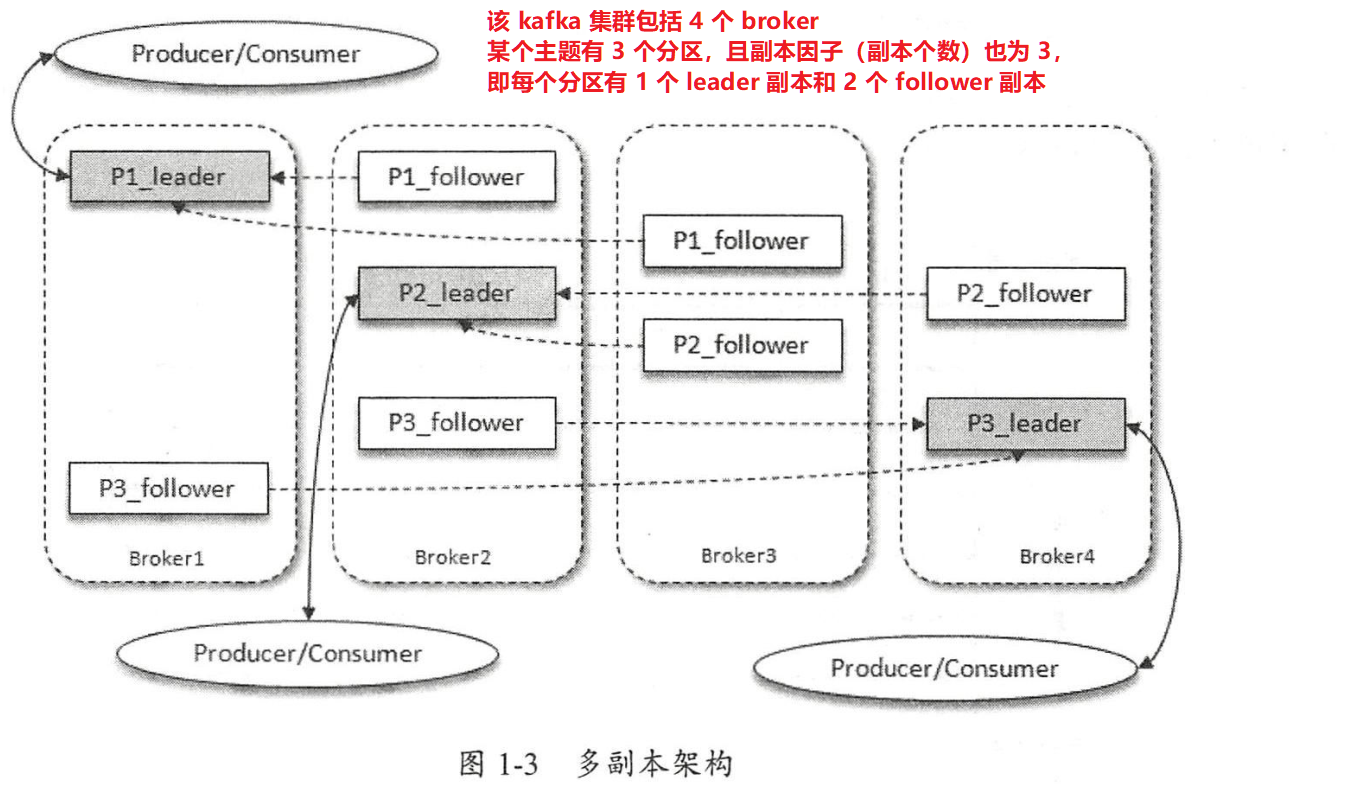 该 kafka 集群包括 4 个 broker
某个主题有 3 个分区，且副本因子（副本个数）也为 3，
即每个分区有 1 个 leader 副本和 2 个 follower 副本
Producer/Consumer
P1_leader
P1_follower
P1_follower
P2_leader
P2_follower
P2_follower
P3_follower
P3_leader
P3_follower
Broker1
Broker2
Broker3
Broker4
Producer/Consumer
Producer/Consumer
图 1-3 多副本架构